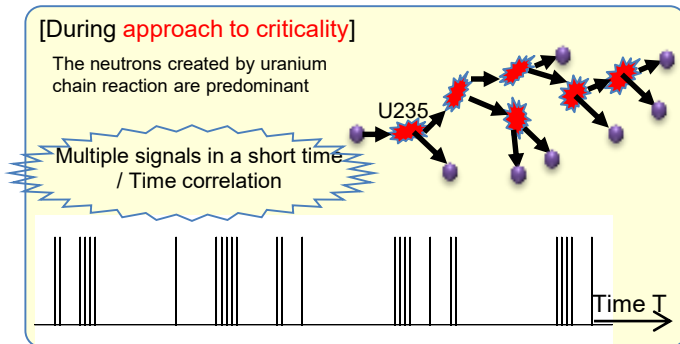 [During approach to criticality]
The neutrons created by uranium
chain reaction are predominant
U235
Multiple signals in a short time
/ Time correlation
Time T